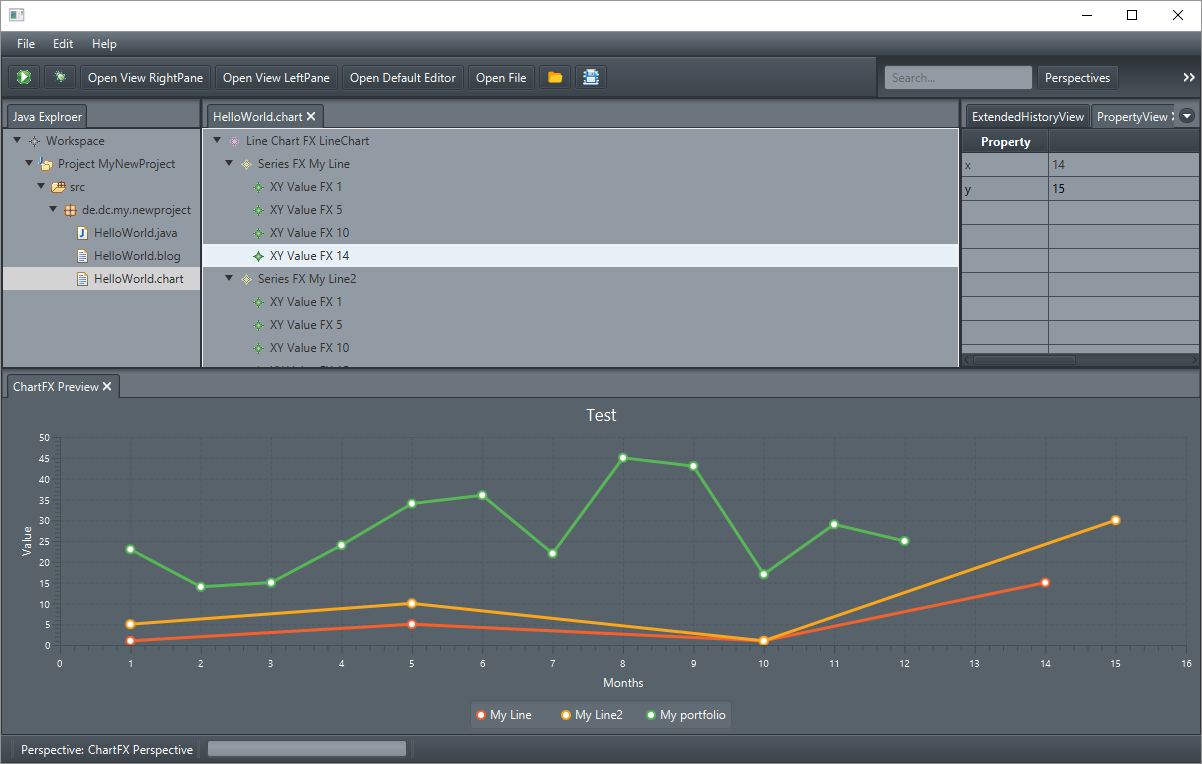 File Edit Help
Open View RightPane Open View LeftPane Open Default Editor Open File Search... Perspectives
Java Explroer
Workspace
Project MyNewProject
src
de.dc.my.newproject
HelloWorld.java
HelloWorld.blog
HelloWorld.chart
HelloWorld.chart
Line Chart FX LineChart
Series FX My Line
XY Value FX 1
XY Value FX 5
XY Value FX 10
XY Value FX 14
Series FX My Line2
XY Value FX 1
XY Value FX 5
XY Value FX 10
ExtendedHistoryView PropertyView
Property
x 14
y 15
ChartFX Preview
Test
50
45
40
35
30
25
20
15
10
5
0
Value
0 1 2 3 4 5 6 7 8 9 10 11 12 13 14 15 16
Months
My Line My Line2 My portfolio
Perspective: ChartFX Perspective